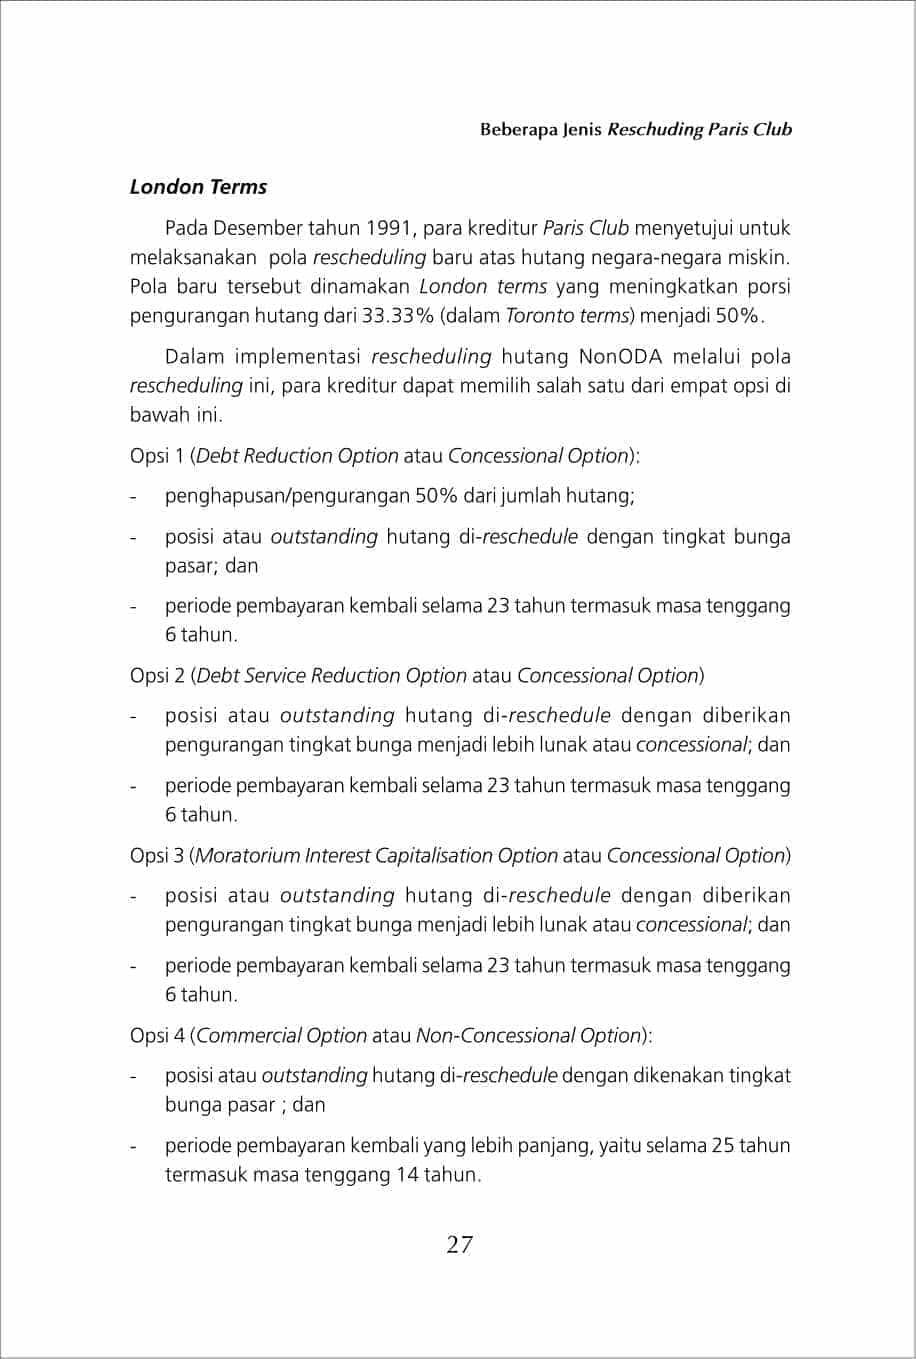 Beberapa Jenis Reschuding Paris Club
London Terms
Pada Desember tahun 1991, para kreditur Paris Club menyetujui untuk
melaksanakan pola rescheduling baru atas hutang negara-negara miskin.
Pola baru tersebut dinamakan London terms yang meningkatkan porsi
pengurangan hutang dari 33.33% (dalam Toronto terms) menjadi 50%.
Dalam implementasi rescheduling hutang NonODA melalui pola
rescheduling ini, para kreditur dapat memilih salah satu dari empat opsi di
bawah ini.
Opsi 1 (Debt Reduction Option atau Concessional Option):
- penghapusan/pengurangan 50% dari jumlah hutang;
- posisi atau outstanding hutang di-reschedule dengan tingkat bunga
pasar; dan
- periode pembayaran kembali selama 23 tahun termasuk masa tenggang
6 tahun.
Opsi 2 (Debt Service Reduction Option atau Concessional Option)
- posisi atau outstanding hutang di-reschedule dengan diberikan
pengurangan tingkat bunga menjadi lebih lunak atau concessional; dan
- periode pembayaran kembali selama 23 tahun termasuk masa tenggang
6 tahun.
Opsi 3 (Moratorium Interest Capitalisation Option atau Concessional Option)
- posisi atau outstanding hutang di-reschedule dengan diberikan
pengurangan tingkat bunga menjadi lebih lunak atau concessional; dan
- periode pembayaran kembali selama 23 tahun termasuk masa tenggang
6 tahun.
Opsi 4 (Commercial Option atau Non-Concessional Option):
- posisi atau outstanding hutang di-reschedule dengan dikenakan tingkat
bunga pasar ; dan
- periode pembayaran kembali yang lebih panjang, yaitu selama 25 tahun
termasuk masa tenggang 14 tahun.
27